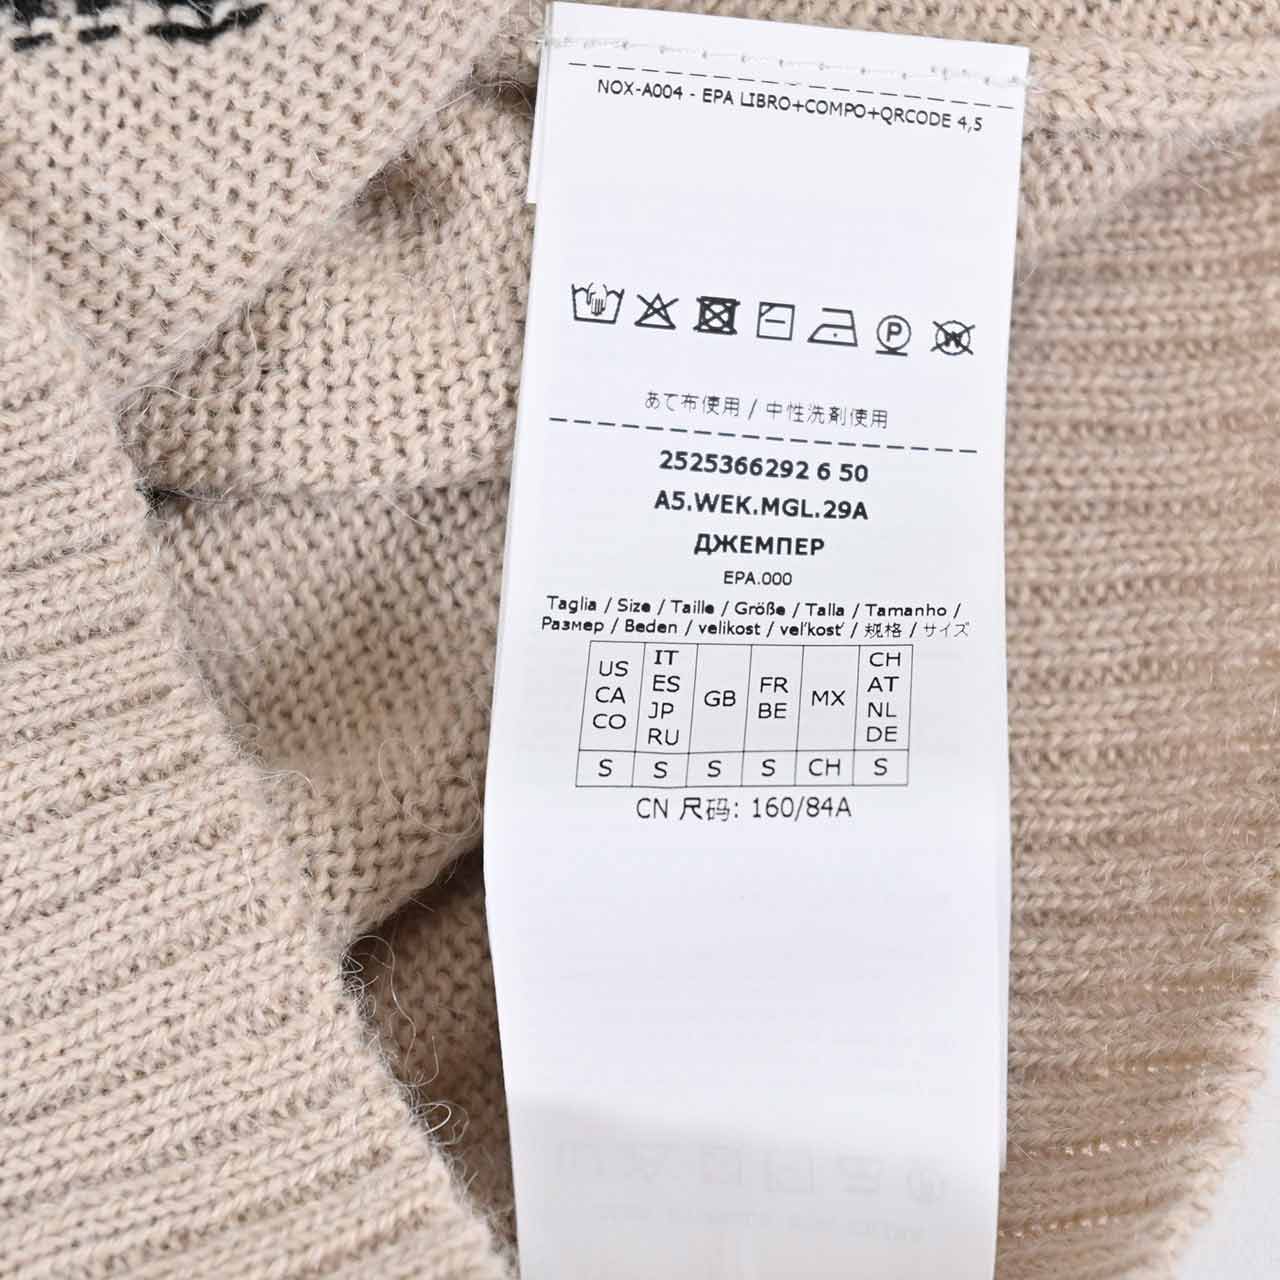 NOX-A004 - EPA LIBRO+COMPO+QRCODE 4,5
P
W
あて布使用 / 中性洗剤使用
2525366292 6 50
A5.WEK.MGL.29A
ДЖЕМПЕР
EPA.000
Taglia / Size / Taille / Größe / Talla / Tamanho /
Размер / Beden / velikost / veľkosť / 规格 / サイズ
US CA CO
IT ES JP RU
GB
FR BE
MX
CH AT NL DE
S S S S CH S
CN 尺码: 160/84A